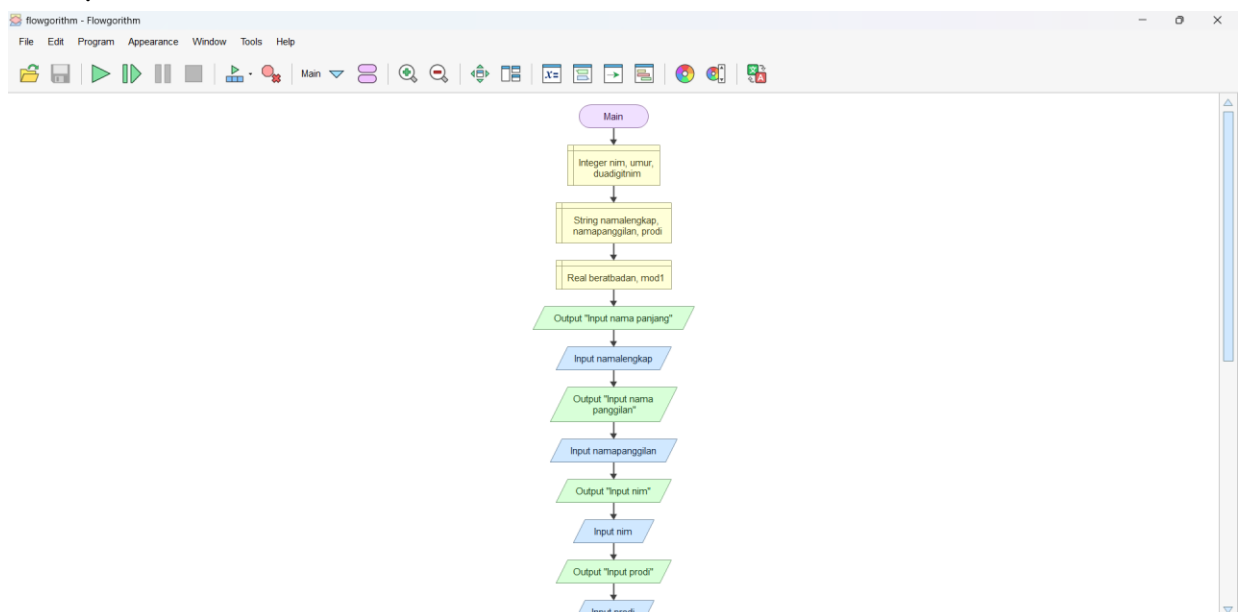 flowgorithm - Flowgorithm
File Edit Program Appearance Window Tools Help
Main
x=
Main
Integer nim, umur,
duadigitnim
String namalengkap,
namapanggilan, prodi
Real beratbadan, mod1
Output "Input nama panjang"
Input namalengkap
Output "Input nama
panggilan"
Input namapanggilan
Output "Input nim"
Input nim
Output "Input prodi"
Input prodi